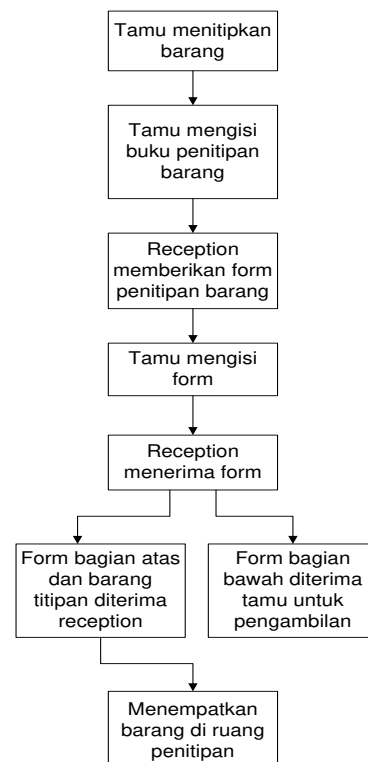 Tamu menitipkan
barang
Tamu mengisi
buku penitipan
barang
Reception
memberikan form
penitipan barang
Tamu mengisi
form
Reception
menerima form
Form bagian atas
dan barang
titipan diterima
reception
Form bagian
bawah diterima
tamu untuk
pengambilan
Menempatkan
barang di ruang
penitipan